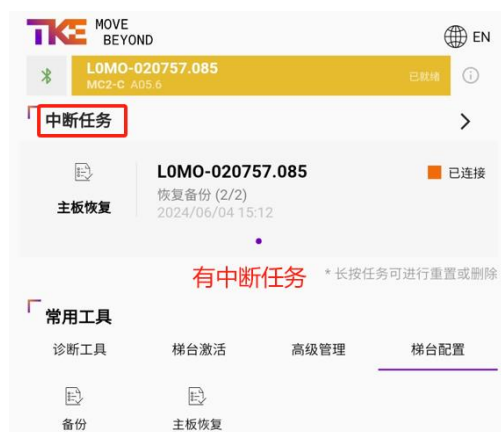 TKE MOVE
BEYOND
EN
L0MO-020757.085
MC2-C A05.6
已就绪
中断任务
主板恢复
L0MO-020757.085
恢复备份 (2/2)
2024/06/04 15:12
已连接
有中断任务
* 长按任务可进行重置或删除
常用工具
诊断工具
梯台激活
高级管理
梯台配置
备份
主板恢复